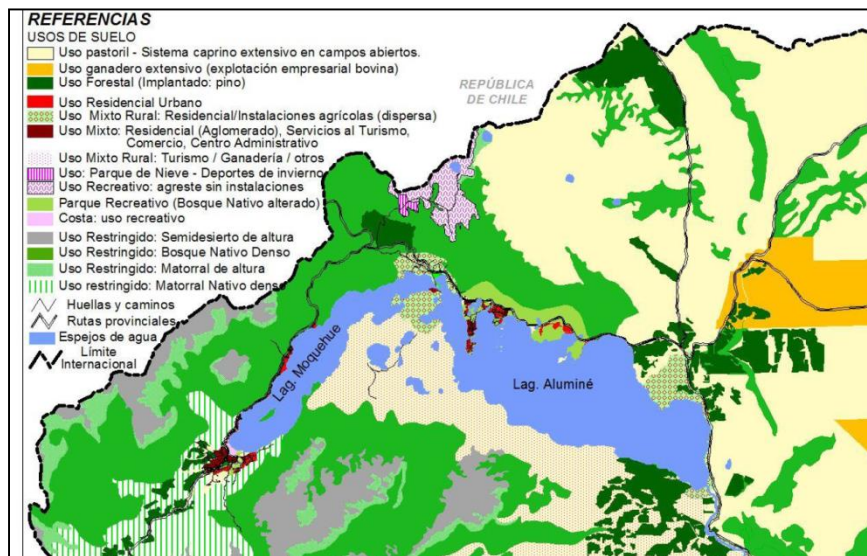 REFERENCIAS
USOS DE SUELO
Uso pastoril - Sistema caprino extensivo en campos abiertos.
Uso ganadero extensivo (explotación empresarial bovina)
Uso Forestal (Implantado: pino)
Uso Residencial Urbano
Uso Mixto Rural: Residencial/Instalaciones agrícolas (dispersa)
Uso Mixto: Residencial (Aglomerado), Servicios al Turismo,
Comercio, Centro Administrativo
Uso Mixto Rural: Turismo / Ganadería / otros
Uso: Parque de Nieve - Deportes de invierno
Uso Recreativo: agreste sin instalaciones
Parque Recreativo (Bosque Nativo alterado)
Costa: uso recreativo
Uso Restringido: Semidesierto de altura
Uso Restringido: Bosque Nativo Denso
Uso Restringido: Matorral de altura
Uso restringido: Matorral Nativo denso
Huellas y caminos
Rutas provinciales
Espejos de agua
Límite
Internacional
REPÚBLICA
DE CHILE
Lag. Moquehue
Lag. Aluminé